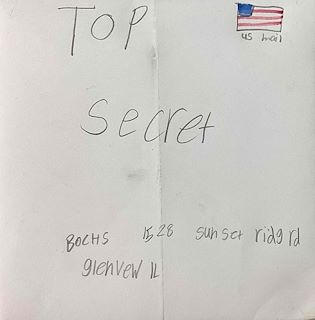 TOP
us mail
Secret
BOCHS 1528 sunset ridg rd
glenvew IL